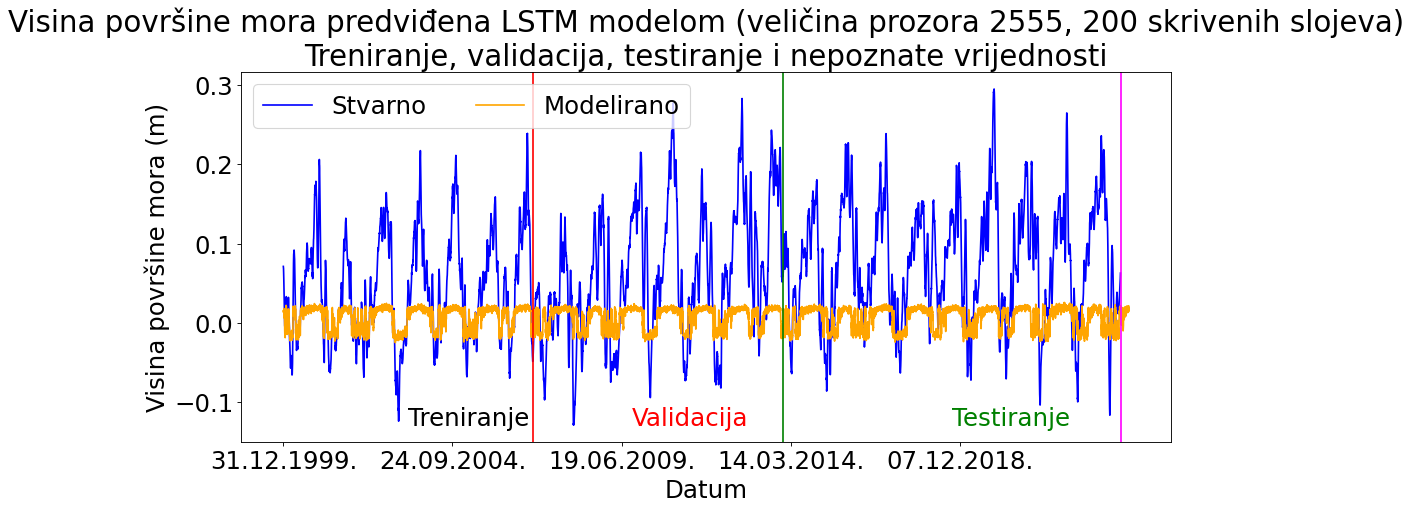 Visina površine mora predviđena LSTM modelom (veličina prozora 2555, 200 skrivenih slojeva)
Treniranje, validacija, testiranje i nepoznate vrijednosti
Stvarno Modelirano
Visina površine mora (m)
0.3
0.2
0.1
0.0
−0.1
Treniranje Validacija Testiranje
31.12.1999. 24.09.2004. 19.06.2009. 14.03.2014. 07.12.2018.
Datum